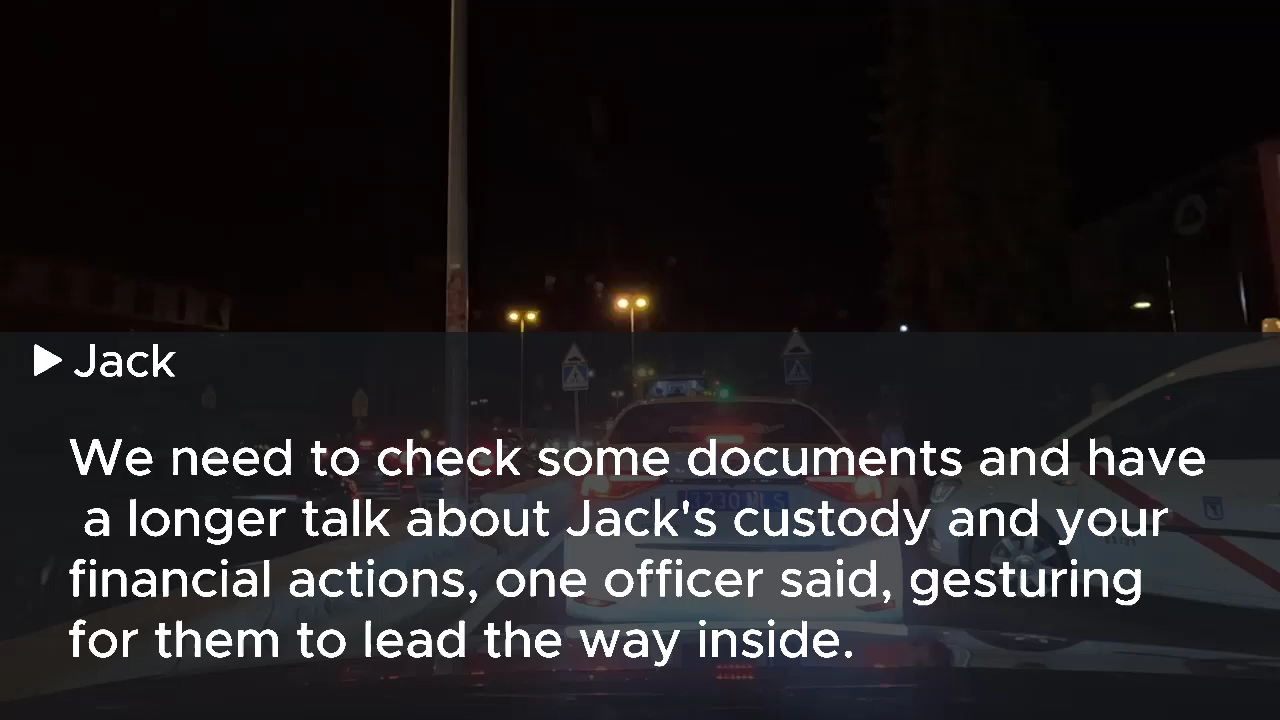 Jack
We need to check some documents and have
a longer talk about Jack's custody and your
financial actions, one officer said, gesturing
for them to lead the way inside.